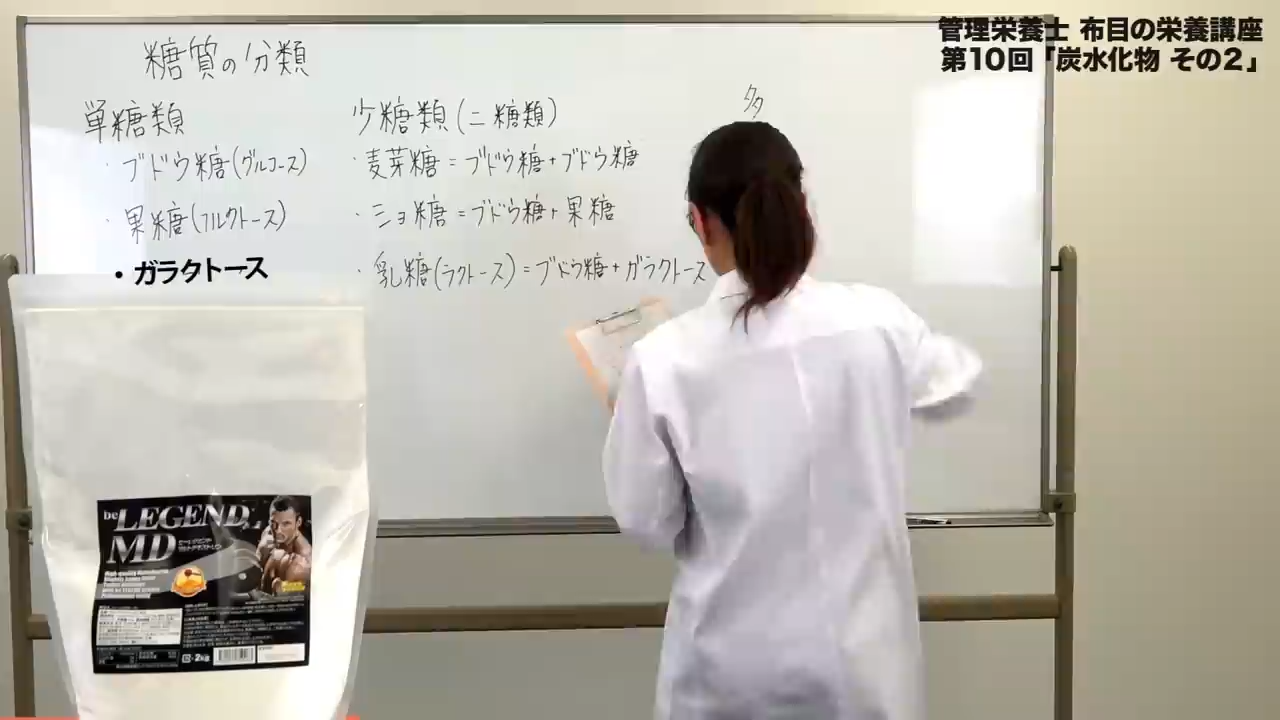 管理栄養士 布目の栄養講座
第10回 「炭水化物 その2」
糖質の分類
単糖類
・ブドウ糖(グルコース)
・果糖(フルクトース)
・ガラクトース
少糖類(二糖類)
・麦芽糖=ブドウ糖+ブドウ糖
・ショ糖=ブドウ糖+果糖
・乳糖(ラクトース)=ブドウ糖+ガラクトース
多
be LEGEND
MD
2kg